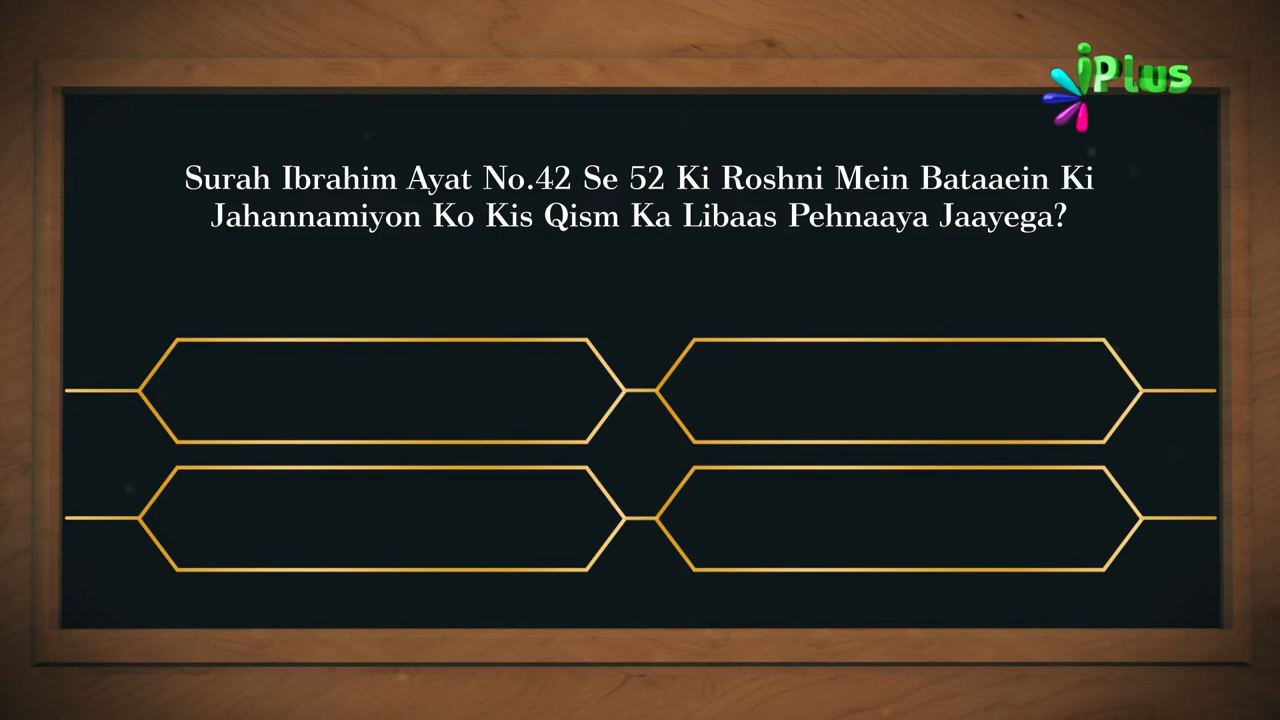 iPlus
Surah Ibrahim Ayat No.42 Se 52 Ki Roshni Mein Bataaein Ki
Jahannamiyon Ko Kis Qism Ka Libaas Pehnaaya Jaayega?